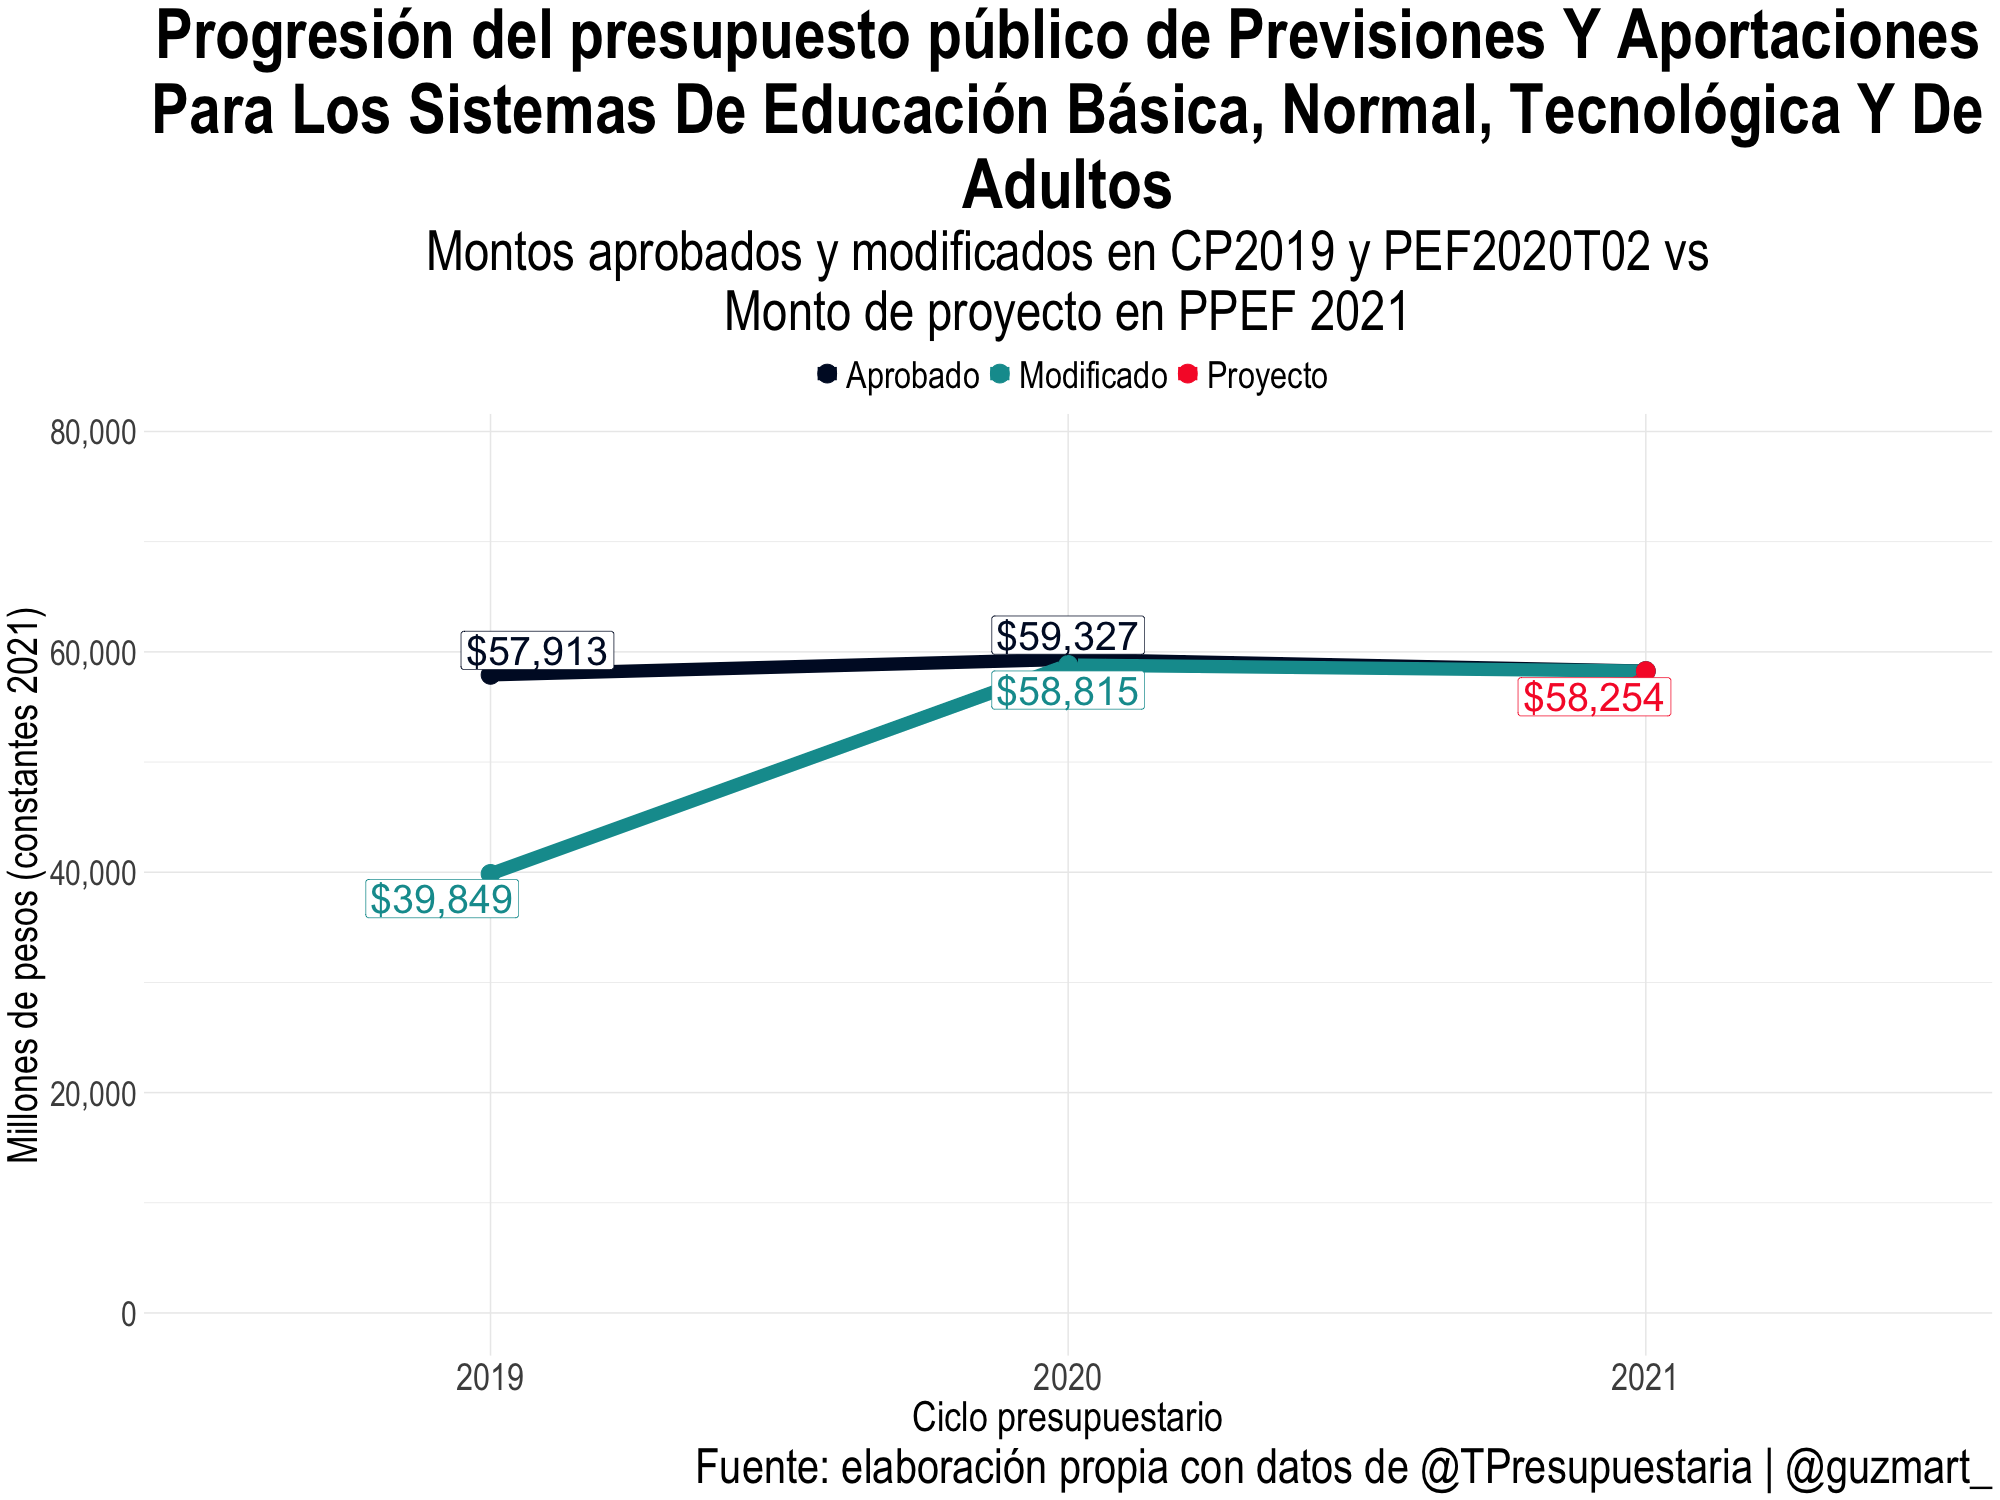 Progresión del presupuesto público de Previsiones Y Aportaciones
Para Los Sistemas De Educación Básica, Normal, Tecnológica Y De
Adultos
Montos aprobados y modificados en CP2019 y PEF2020T02 vs
Monto de proyecto en PPEF 2021
Aprobado Modificado Proyecto
Millones de pesos (constantes 2021)
80,000
60,000
40,000
20,000
0
$57,913
$59,327
$58,815
$58,254
$39,849
2019 2020 2021
Ciclo presupuestario
Fuente: elaboración propia con datos de @TPresupuestaria | @guzmart_